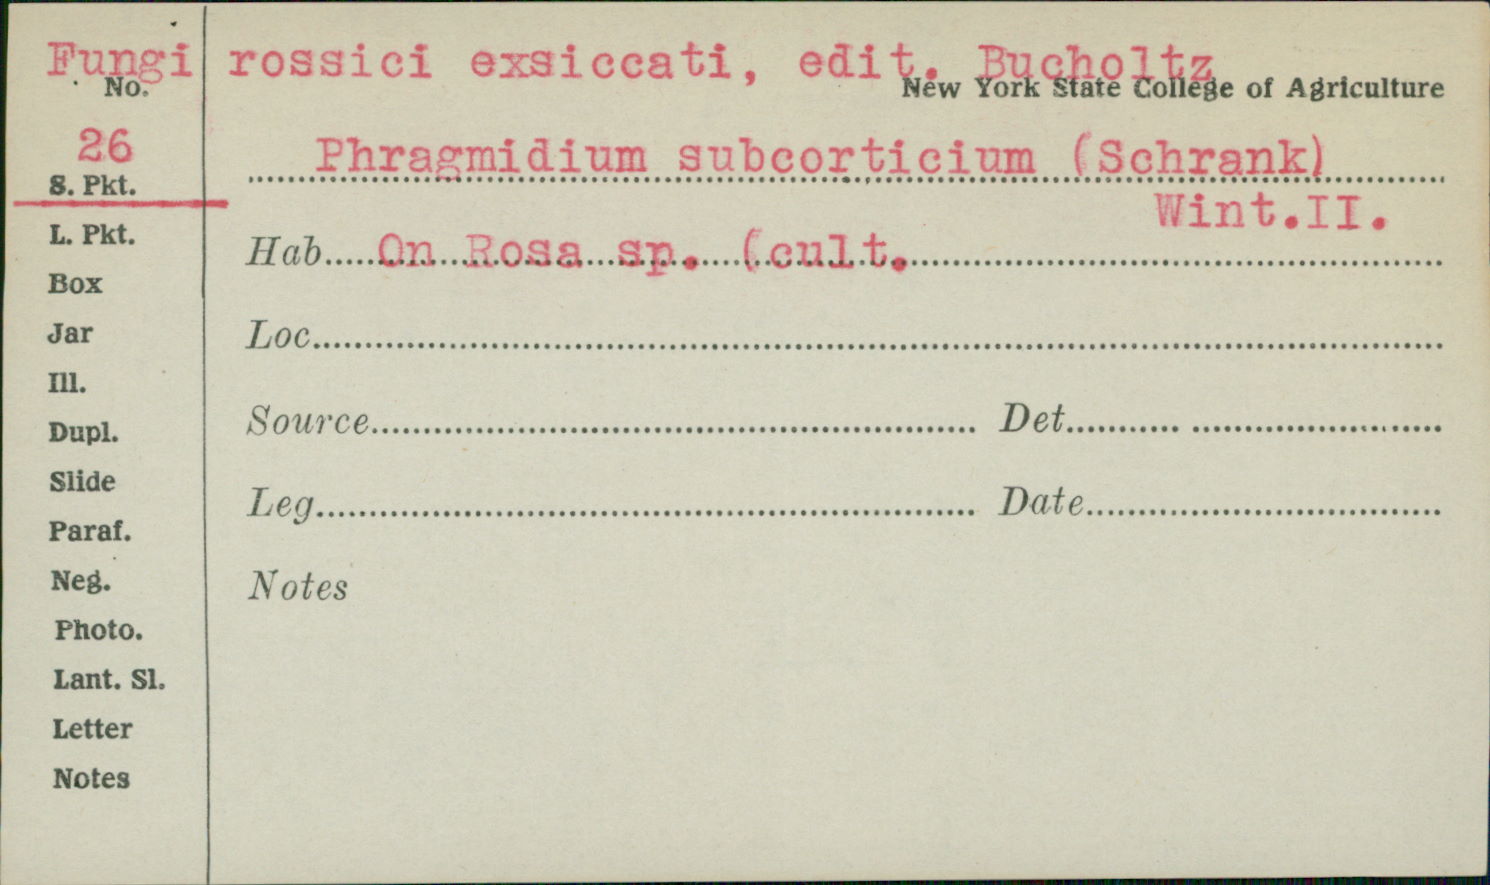 Fungi rossici exsiccati, edit. Bucholtz
No.
New York State College of Agriculture
26
Phragmidium subcorticium (Schrank)
S. Pkt.
Wint.II.
L. Pkt.
Hab.....On Rosa sp. (cult.
Box
Jar
Loc.
Ill.
Dupl.
Source
Det.
Slide
Leg.
Date
Paraf.
Neg.
Notes
Photo.
Lant. Sl.
Letter
Notes